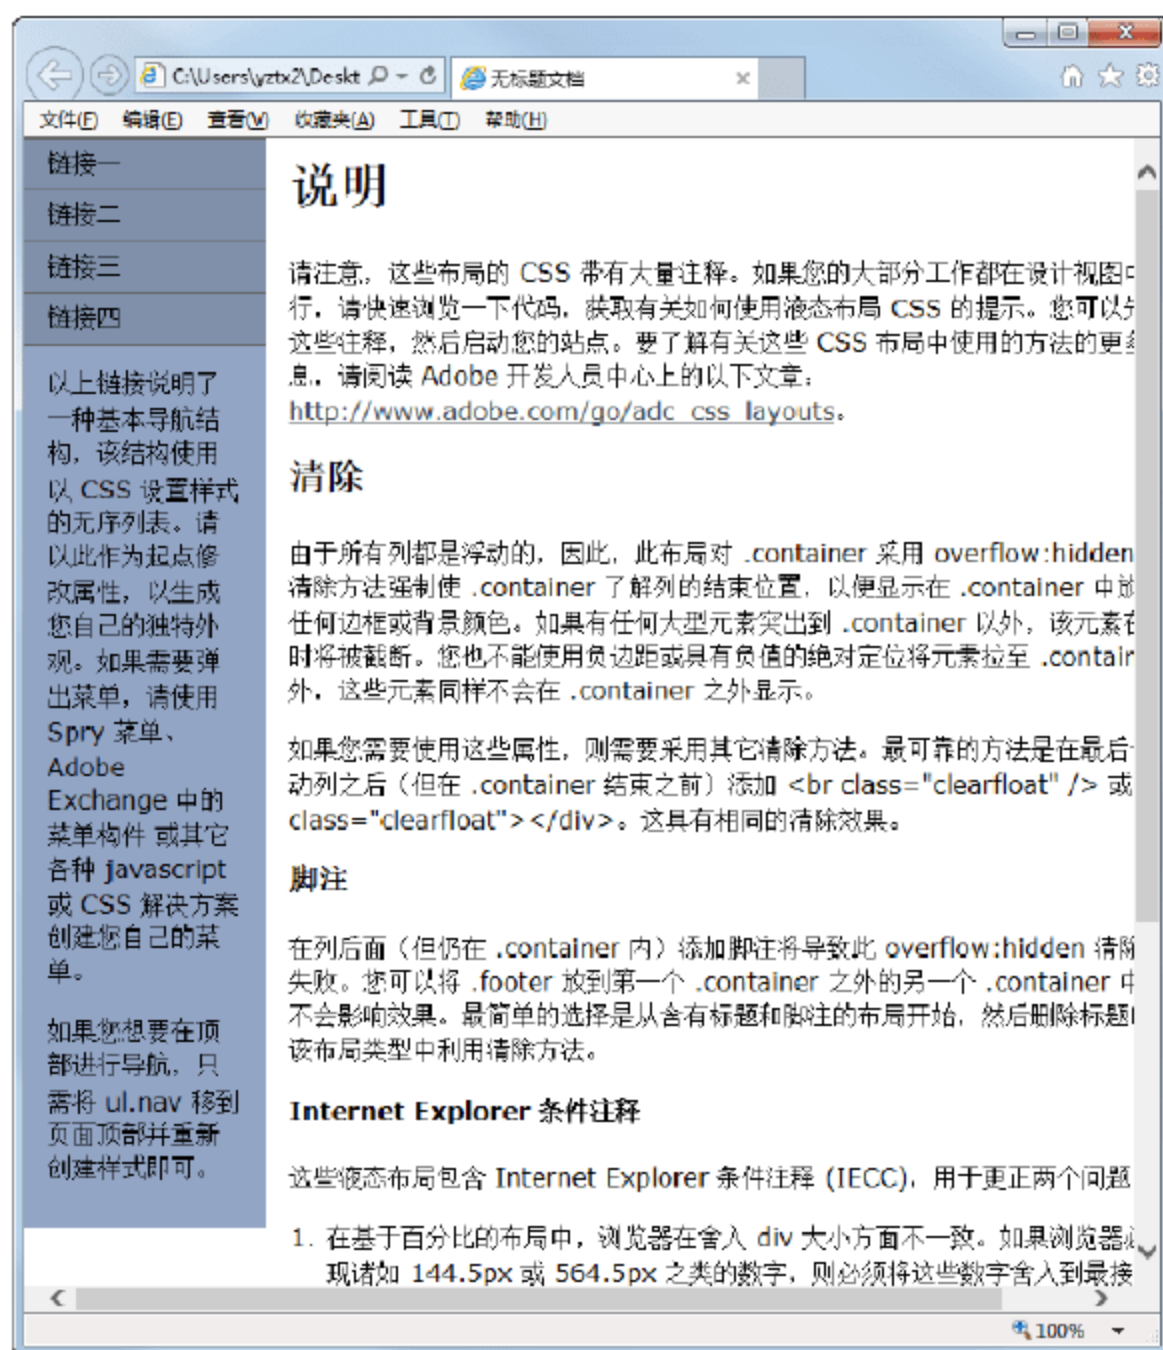 C:\Users\yztx2\Deskt
无标题文档
文件(F) 编辑(E) 查看(V) 收藏夹(A) 工具(T) 帮助(H)
链接一
链接二
链接三
链接四
以上链接说明了
一种基本导航结
构，该结构使用
以 CSS 设置样式
的无序列表。请
以此作为起点修
改属性，以生成
您自己的独特外
观。如果需要弹
出菜单，请使用
Spry 菜单、
Adobe
Exchange 中的
菜单构件 或其它
各种 javascript
或 CSS 解决方案
创建您自己的菜
单。
如果您想要在顶
部进行导航，只
需将 ul.nav 移到
页面顶部并重新
创建样式即可。
说明
请注意，这些布局的 CSS 带有大量注释。如果您的大部分工作都在设计视图中
行，请快速浏览一下代码，获取有关如何使用液态布局 CSS 的提示。您可以先
这些注释，然后启动您的站点。要了解有关这些 CSS 布局中使用的方法的更多
息，请阅读 Adobe 开发人员中心上的以下文章：
http://www.adobe.com/go/adc_css_layouts。
清除
由于所有列都是浮动的，因此，此布局对 .container 采用 overflow:hidden
清除方法强制使 .container 了解列的结束位置，以便显示在 .container 中放
任何边框或背景颜色。如果有任何大型元素突出到 .container 以外，该元素在
时将被截断。您也不能使用负边距或具有负值的绝对定位将元素拉至 .contain
外，这些元素同样不会在 .container 之外显示。
如果您需要使用这些属性，则需要采用其它清除方法。最可靠的方法是在最后一
动列之后（但在 .container 结束之前）添加 <br class="clearfloat" /> 或
class="clearfloat"></div>。这具有相同的清除效果。
脚注
在列后面（但仍在 .container 内）添加脚注将导致此 overflow:hidden 清除
失败。您可以将 .footer 放到第一个 .container 之外的另一个 .container 中
不会影响效果。最简单的选择是从含有标题和脚注的布局开始，然后删除标题
该布局类型中利用清除方法。
Internet Explorer 条件注释
这些液态布局包含 Internet Explorer 条件注释 (IECC)，用于更正两个问题
1. 在基于百分比的布局中，浏览器在舍入 div 大小方面不一致。如果浏览器必
现诸如 144.5px 或 564.5px 之类的数字，则必须将这些数字舍入到最接
100%